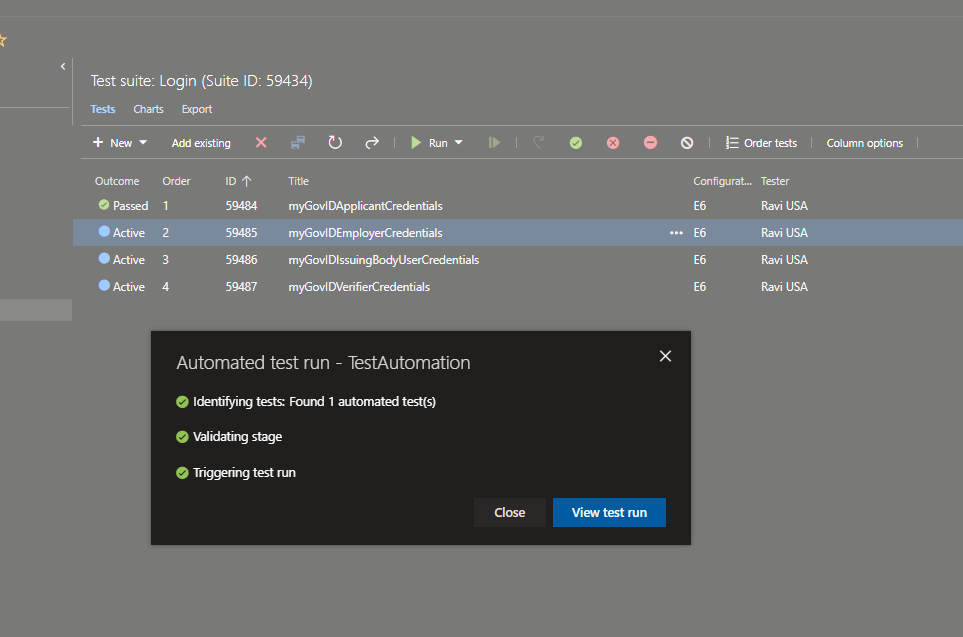 Test suite: Login (Suite ID: 59434)
Tests Charts Export
New Add existing Run Order tests Column options
Outcome Order ID Title Configurat... Tester
Passed 1 59484 myGovIDApplicantCredentials E6 Ravi USA
Active 2 59485 myGovIDEmployerCredentials E6 Ravi USA
Active 3 59486 myGovIDIssuingBodyUserCredentials E6 Ravi USA
Active 4 59487 myGovIDVerifierCredentials E6 Ravi USA
Automated test run - TestAutomation
Identifying tests: Found 1 automated test(s)
Validating stage
Triggering test run
Close View test run